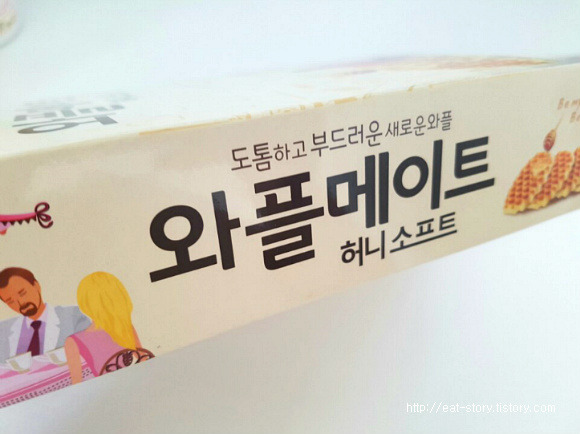 도톰하고 부드러운 새로운와플
와플메이트
허니 소프트
http://eat-story.tistory.com